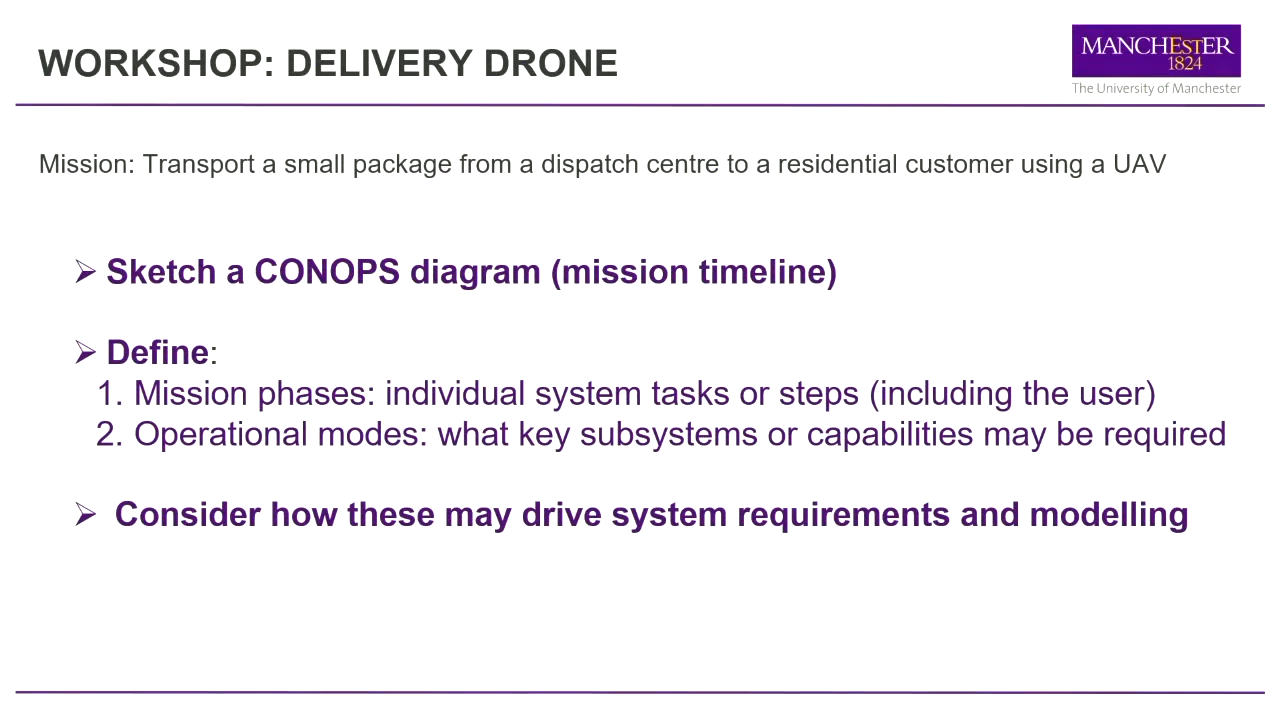 WORKSHOP: DELIVERY DRONE
MANCHESTER
1824
The University of Manchester
Mission: Transport a small package from a dispatch centre to a residential customer using a UAV
➢ Sketch a CONOPS diagram (mission timeline)
➢ Define:
1. Mission phases: individual system tasks or steps (including the user)
2. Operational modes: what key subsystems or capabilities may be required
➢ Consider how these may drive system requirements and modelling